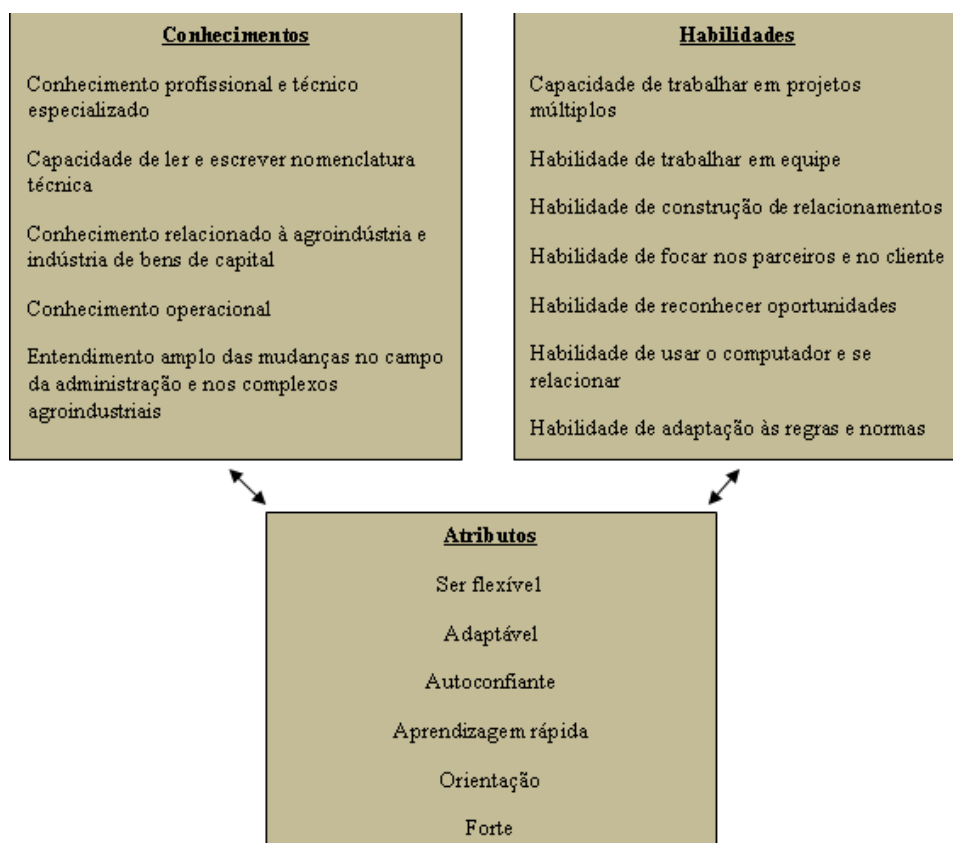 Conhecimentos
Conhecimento profissional e técnico
especializado
Capacidade de ler e escrever nomenclatura
técnica
Conhecimento relacionado à agroindústria e
indústria de bens de capital
Conhecimento operacional
Entendimento amplo das mudanças no campo
da administração e nos complexos
agroindustriais
Habilidades
Capacidade de trabalhar em projetos
múltiplos
Habilidade de trabalhar em equipe
Habilidade de construção de relacionamentos
Habilidade de focar nos parceiros e no cliente
Habilidade de reconhecer oportunidades
Habilidade de usar o computador e se
relacionar
Habilidade de adaptação às regras e normas
Atributos
Ser flexível
Adaptável
Autoconfiante
Aprendizagem rápida
Orientação
Forte